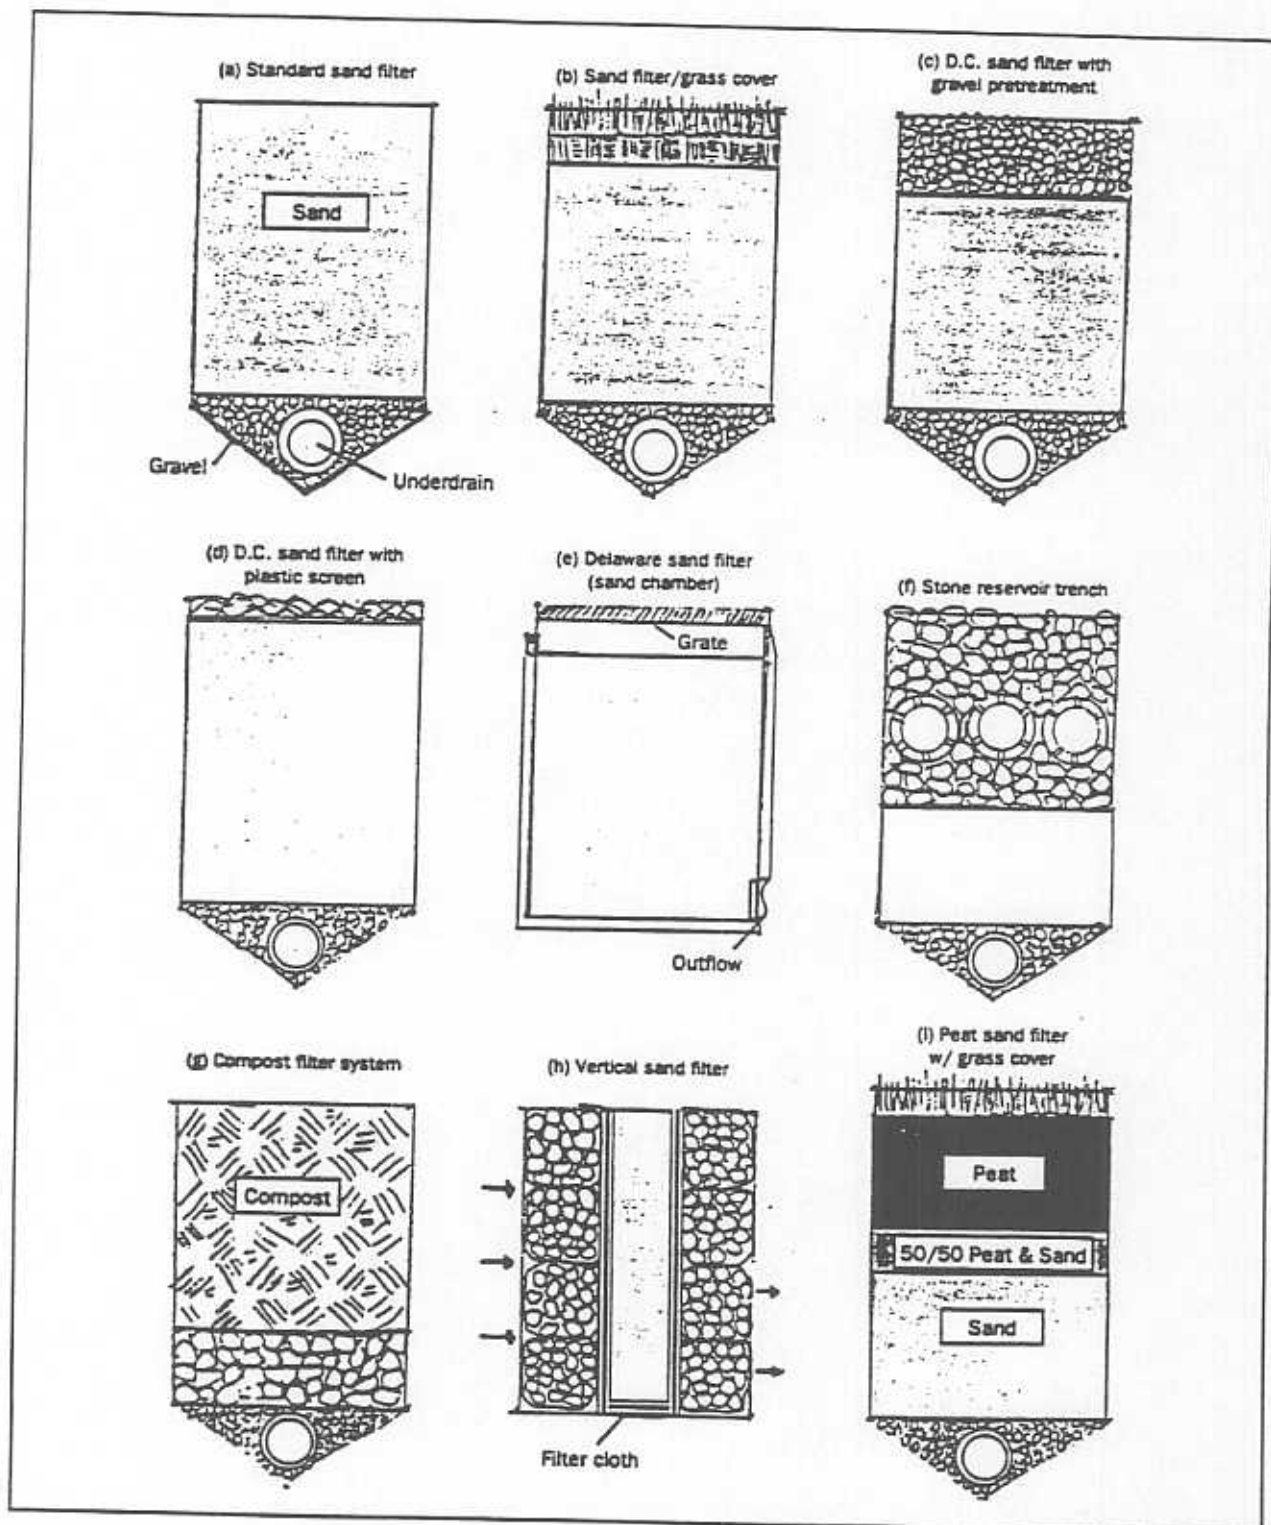 (a) Standard sand filter
Sand
Gravel
Underdrain
(b) Sand filter/grass cover
(c) D.C. sand filter with
gravel pretreatment
(d) D.C. sand filter with
plastic screen
(e) Delaware sand filter
(sand chamber)
Grate
Outflow
(f) Stone reservoir trench
(g) Compost filter system
Compost
(h) Vertical sand filter
Filter cloth
(i) Peat sand filter
w/ grass cover
Peat
50/50 Peat & Sand
Sand